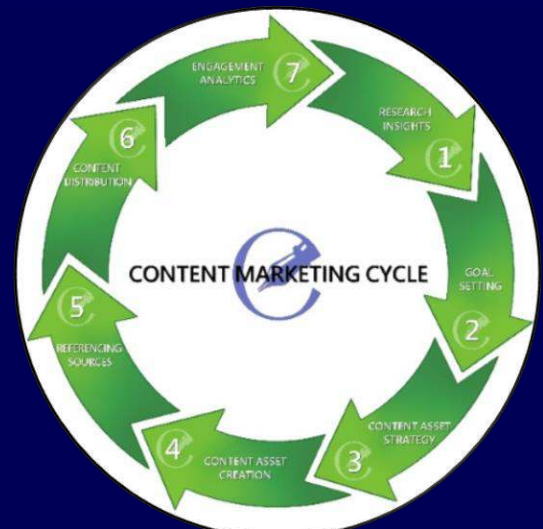 CONTENT MARKETING CYCLE
RESEARCH
INSIGHTS
1
GOAL
SETTING
2
CONTENT ASSET
STRATEGY
3
CONTENT ASSET
CREATION
4
REFERENCING
SOURCES
5
CONTENT
DISTRIBUTION
6
ENGAGEMENT
ANALYTICS
7